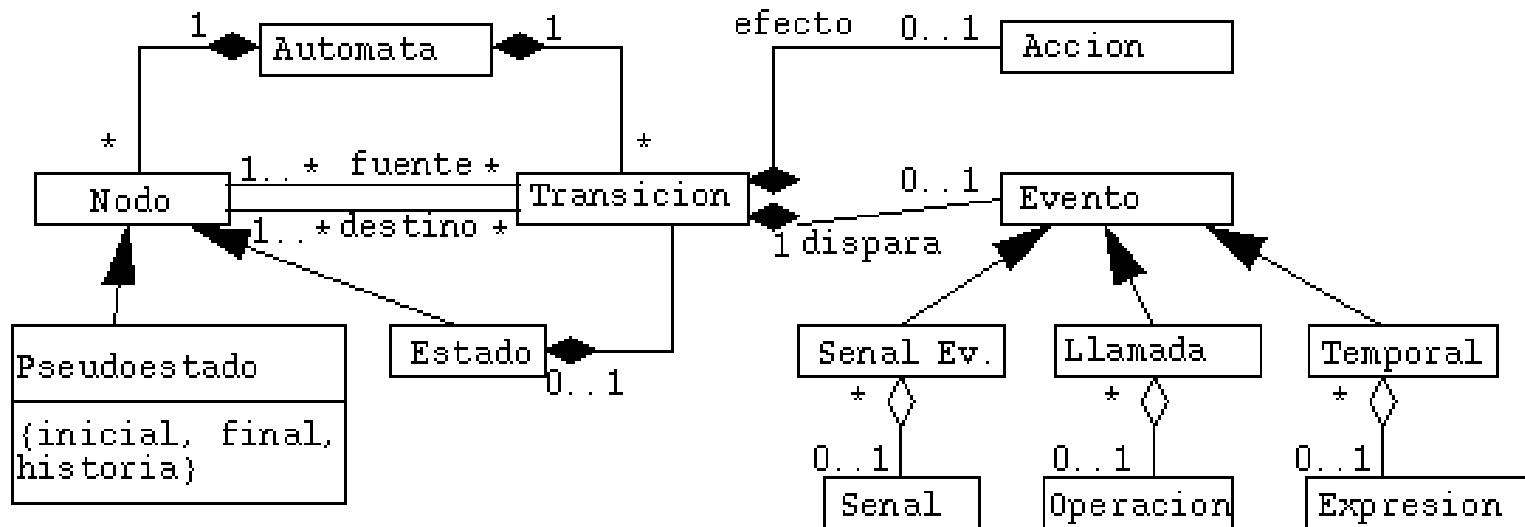 1 Automata 1 efecto 0..1 Accion
* *
1..* fuente *
Nodo Transicion 0..1 Evento
1..* destino * 1 dispara
Pseudoestado Estado Senal Ev. Llamada Temporal
0..1 * * *
{inicial, final,
historia}
0..1 0..1 0..1
Senal Operacion Expresion